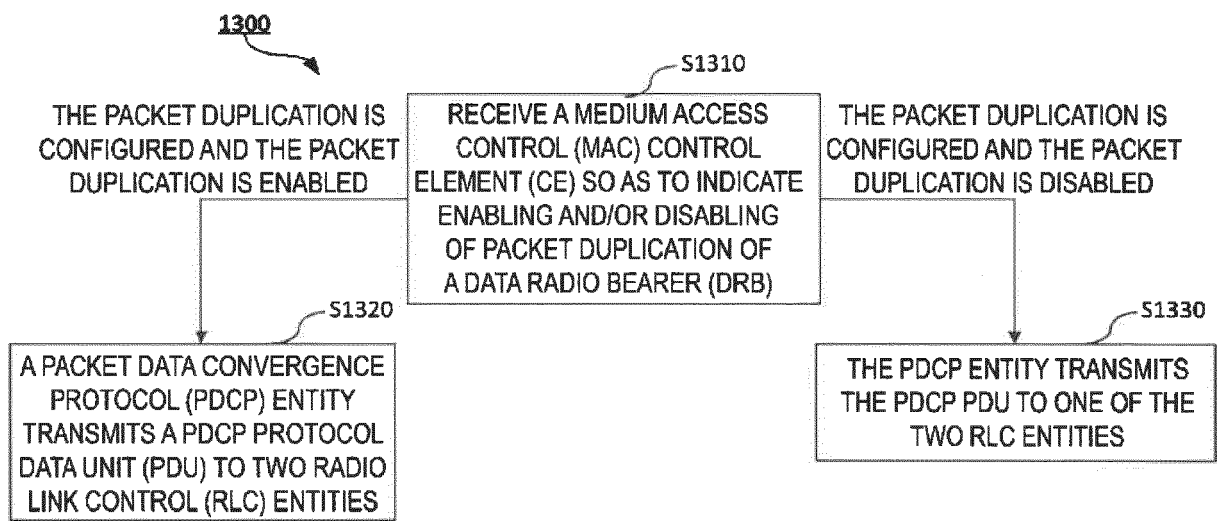 1300
S1310
THE PACKET DUPLICATION IS
CONFIGURED AND THE PACKET
DUPLICATION IS ENABLED
RECEIVE A MEDIUM ACCESS
CONTROL (MAC) CONTROL
ELEMENT (CE) SO AS TO INDICATE
ENABLING AND/OR DISABLING
OF PACKET DUPLICATION OF
A DATA RADIO BEARER (DRB)
THE PACKET DUPLICATION IS
CONFIGURED AND THE PACKET
DUPLICATION IS DISABLED
S1320
A PACKET DATA CONVERGENCE
PROTOCOL (PDCP) ENTITY
TRANSMITS A PDCP PROTOCOL
DATA UNIT (PDU) TO TWO RADIO
LINK CONTROL (RLC) ENTITIES
S1330
THE PDCP ENTITY TRANSMITS
THE PDCP PDU TO ONE OF THE
TWO RLC ENTITIES